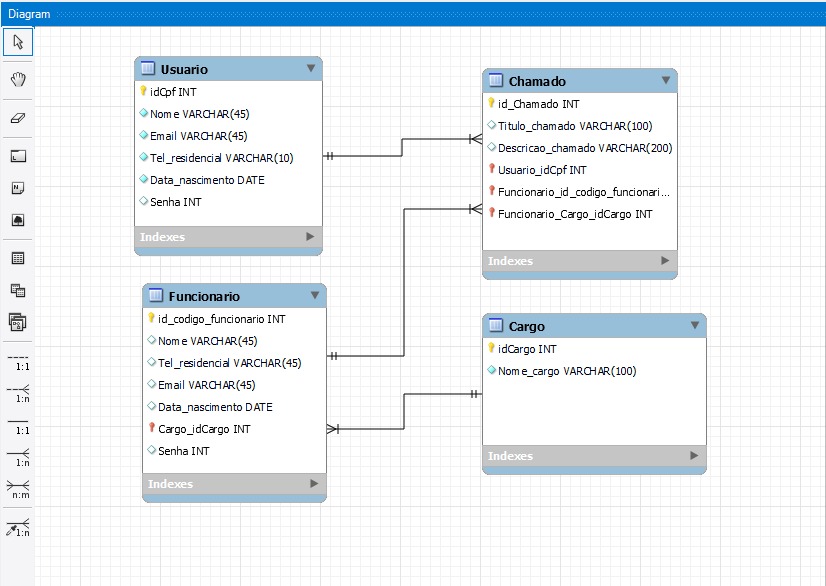 Diagram
Usuario
idCpf INT
Nome VARCHAR(45)
Email VARCHAR(45)
Tel_residencial VARCHAR(10)
Data_nascimento DATE
Senha INT
Indexes
Chamado
id_Chamado INT
Titulo_chamado VARCHAR(100)
Descricao_chamado VARCHAR(200)
Usuario_idCpf INT
Funcionario_id_codigo_funcionari...
Funcionario_Cargo_idCargo INT
Indexes
Funcionario
id_codigo_funcionario INT
Nome VARCHAR(45)
Tel_residencial VARCHAR(45)
Email VARCHAR(45)
Data_nascimento DATE
Cargo_idCargo INT
Senha INT
Indexes
Cargo
idCargo INT
Nome_cargo VARCHAR(100)
Indexes
1:1
1:n
1:1
1:n
n:m
1:n